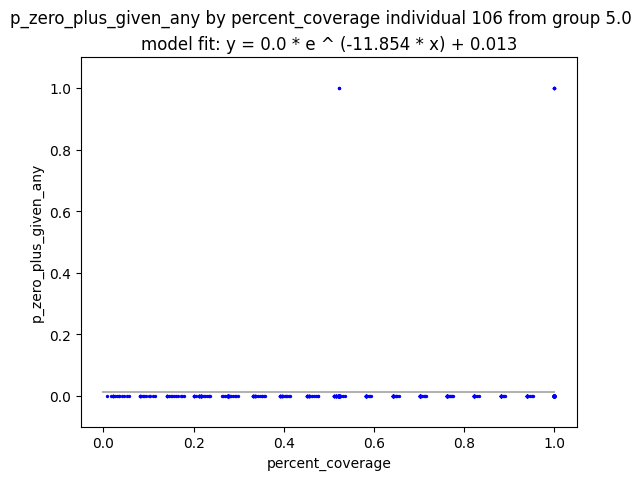 p_zero_plus_given_any by percent_coverage individual 106 from group 5.0
model fit: y = 0.0 * e ^ (-11.854 * x) + 0.013
1.0
0.8
0.6
0.4
0.2
0.0
p_zero_plus_given_any
0.0 0.2 0.4 0.6 0.8 1.0
percent_coverage